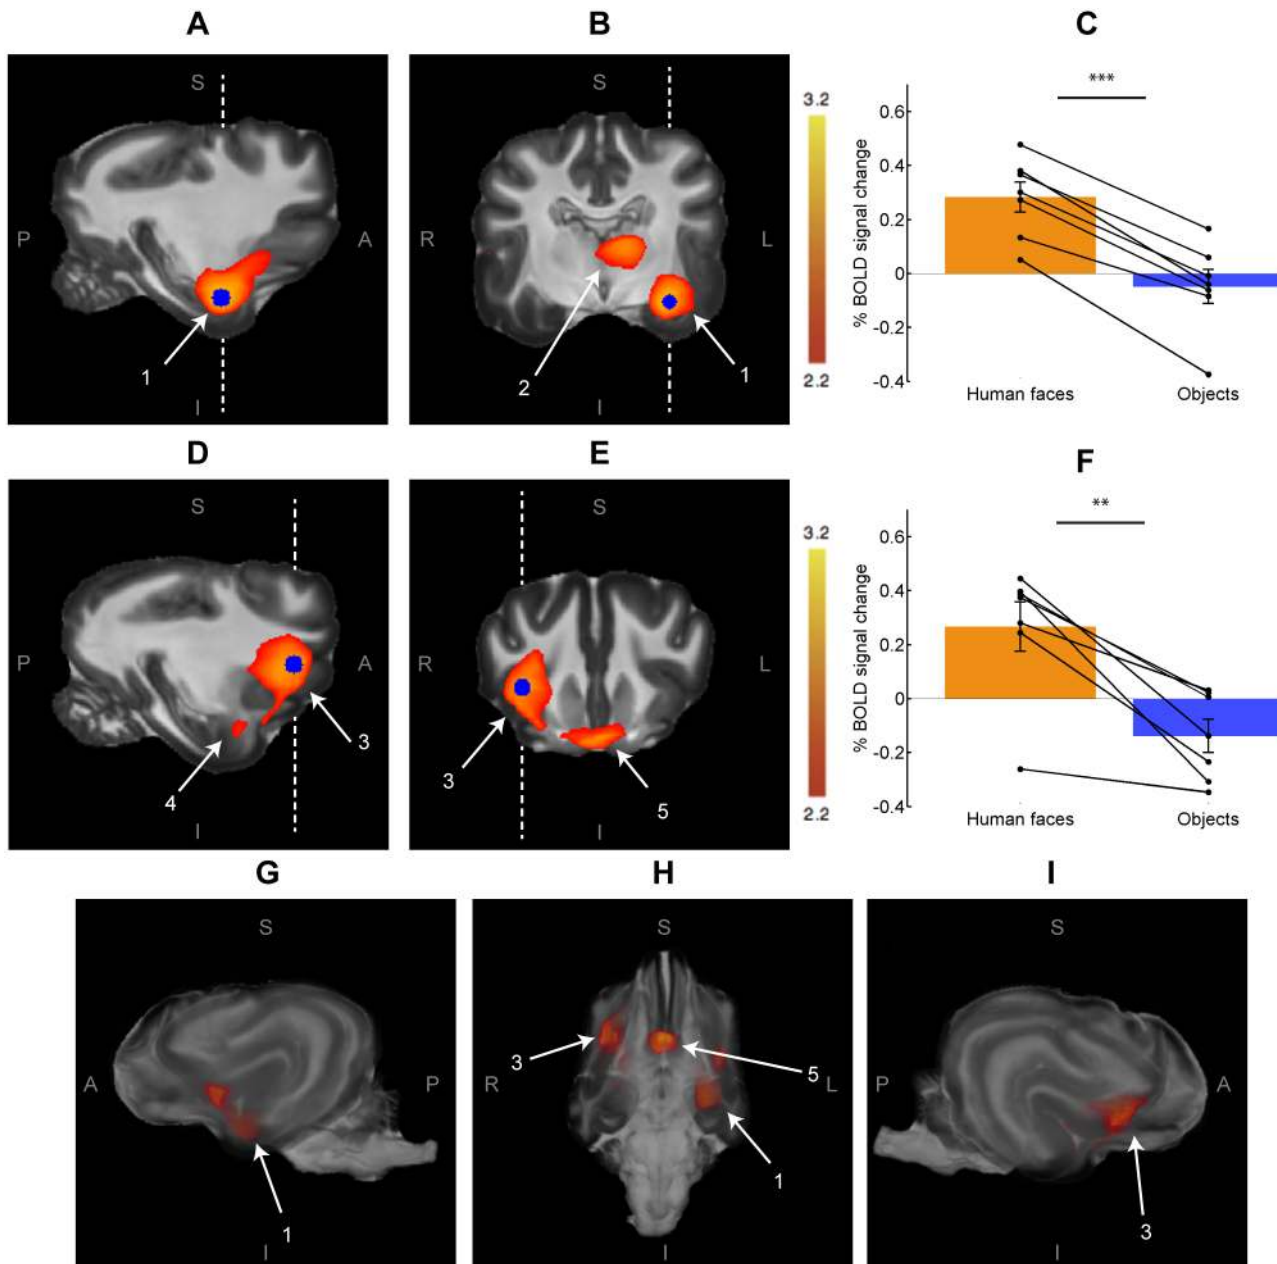 A
B
C
S
P
A
1
I
S
R
L
2
1
I
3.2
2.2
***
% BOLD signal change
0.6
0.4
0.2
0
-0.2
-0.4
Human faces
Objects
D
E
F
S
P
A
4
3
I
S
R
L
3
5
I
3.2
2.2
**
% BOLD signal change
0.6
0.4
0.2
0
-0.2
-0.4
Human faces
Objects
G
H
I
S
A
P
1
I
S
3
5
R
L
1
I
S
P
A
3
I